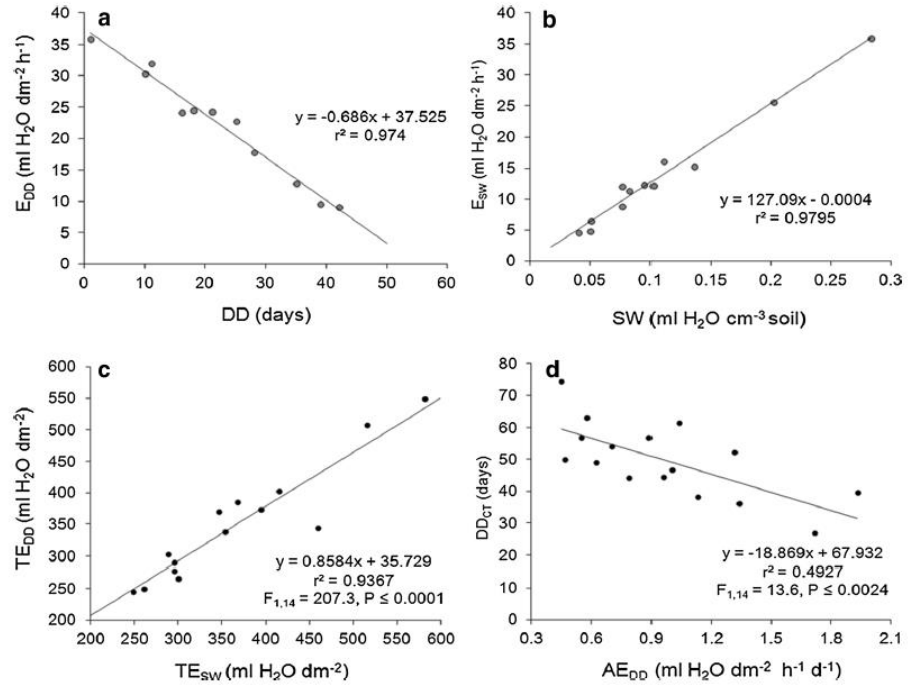 a
40
35
30
25
20
15
10
5
0
0 10 20 30 40 50 60
E_DD (ml H₂O dm⁻² h⁻¹)
DD (days)
y = -0.686x + 37.525
r² = 0.974
b
40
35
30
25
20
15
10
5
0
0 0.05 0.1 0.15 0.2 0.25 0.3
E_SW (ml H₂O dm⁻² h⁻¹)
SW (ml H₂O cm⁻³ soil)
y = 127.09x - 0.0004
r² = 0.9795
c
600
550
500
450
400
350
300
250
200
200 250 300 350 400 450 500 550 600
TE_DD (ml H₂O dm⁻²)
TE_SW (ml H₂O dm⁻²)
y = 0.8584x + 35.729
r² = 0.9367
F₁,₁₄ = 207.3, P ≤ 0.0001
d
80
70
60
50
40
30
20
10
0
0.3 0.6 0.9 1.2 1.5 1.8 2.1
DD_CT (days)
AE_DD (ml H₂O dm⁻² h⁻¹ d⁻¹)
y = -18.869x + 67.932
r² = 0.4927
F₁,₁₄ = 13.6, P ≤ 0.0024